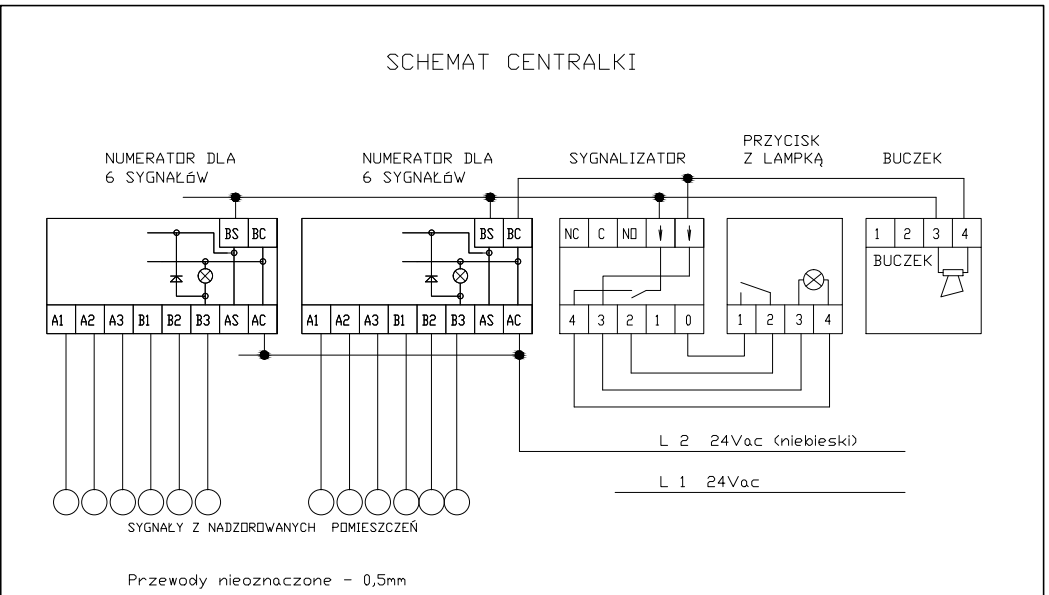 SCHEMAT CENTRALKI
NUMERATOR DLA
6 SYGNAŁóW
NUMERATOR DLA
6 SYGNAŁóW
SYGNALIZATOR
PRZYCISK
Z LAMPKĄ
BUCZEK
BS BC
BS BC
NC C NO
1 2 3 4
BUCZEK
A1 A2 A3 B1 B2 B3 AS AC
A1 A2 A3 B1 B2 B3 AS AC
4 3 2 1 0
1 2 3 4
L 2 24Vac (niebieski)
L 1 24Vac
SYGNAŁY Z NADZOROWANYCH POMIESZCZEŃ
Przewody nieoznaczone - 0,5mm